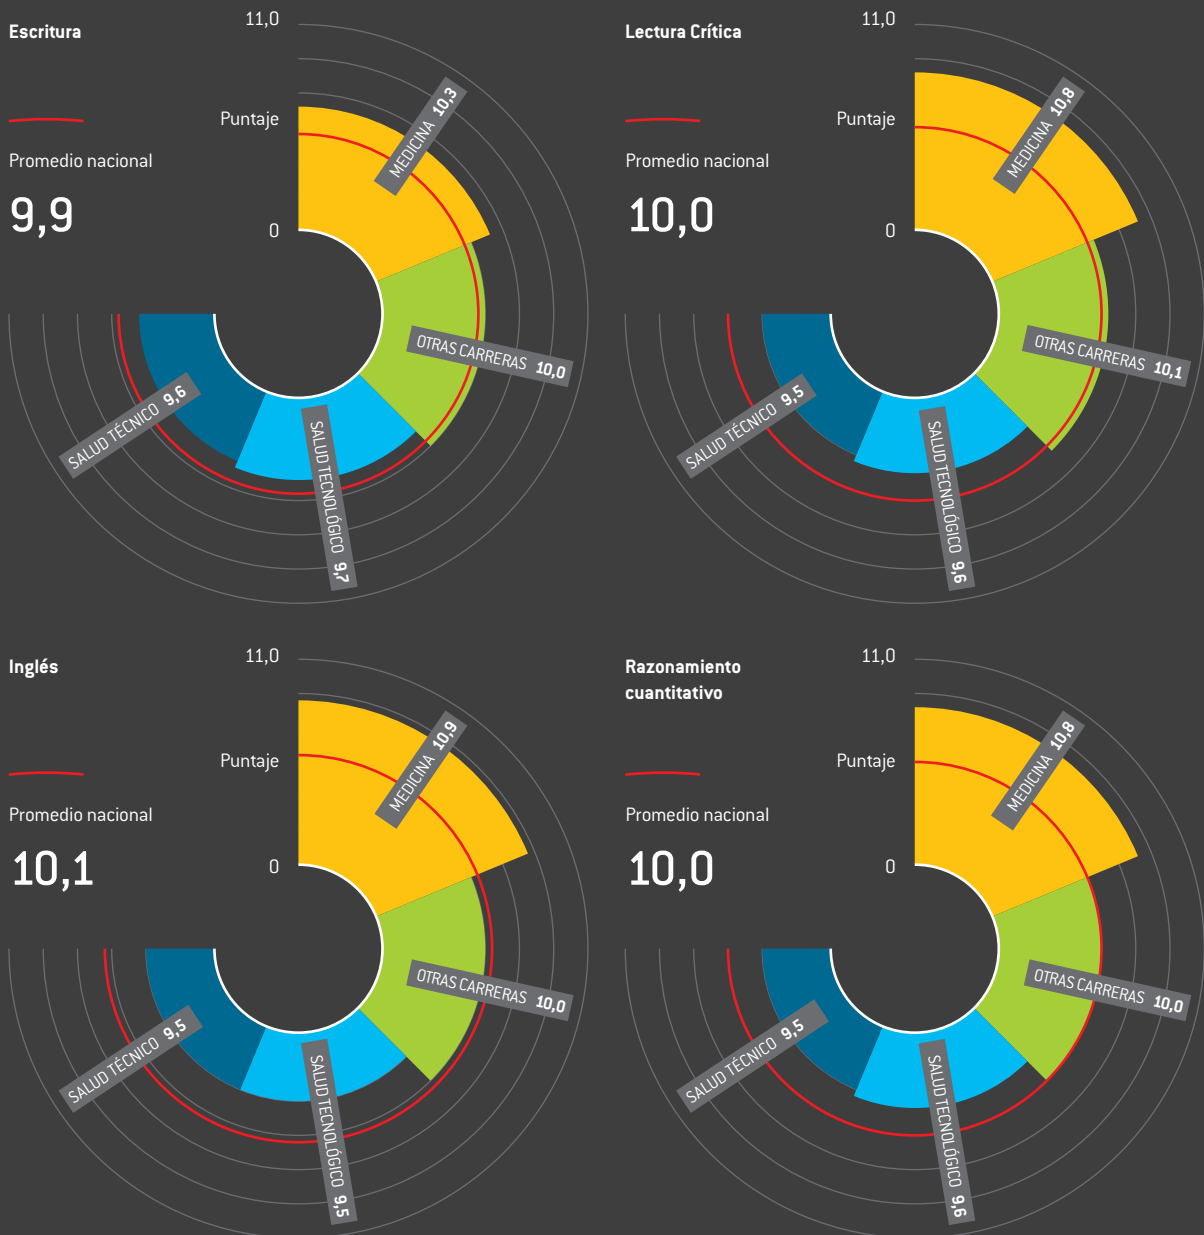 Escritura
11,0
Puntaje
Promedio nacional
9,9
0
MEDICINA 10,3
OTRAS CARRERAS 10,0
SALUD TECNOLÓGICO 9,7
SALUD TÉCNICO 9,6
Lectura Crítica
11,0
Puntaje
Promedio nacional
10,0
0
MEDICINA 10,8
OTRAS CARRERAS 10,1
SALUD TECNOLÓGICO 9,6
SALUD TÉCNICO 9,5
Inglés
11,0
Puntaje
Promedio nacional
10,1
0
MEDICINA 10,9
OTRAS CARRERAS 10,0
SALUD TECNOLÓGICO 9,5
SALUD TÉCNICO 9,5
Razonamiento
cuantitativo
11,0
Puntaje
Promedio nacional
10,0
0
MEDICINA 10,8
OTRAS CARRERAS 10,0
SALUD TECNOLÓGICO 9,6
SALUD TÉCNICO 9,5